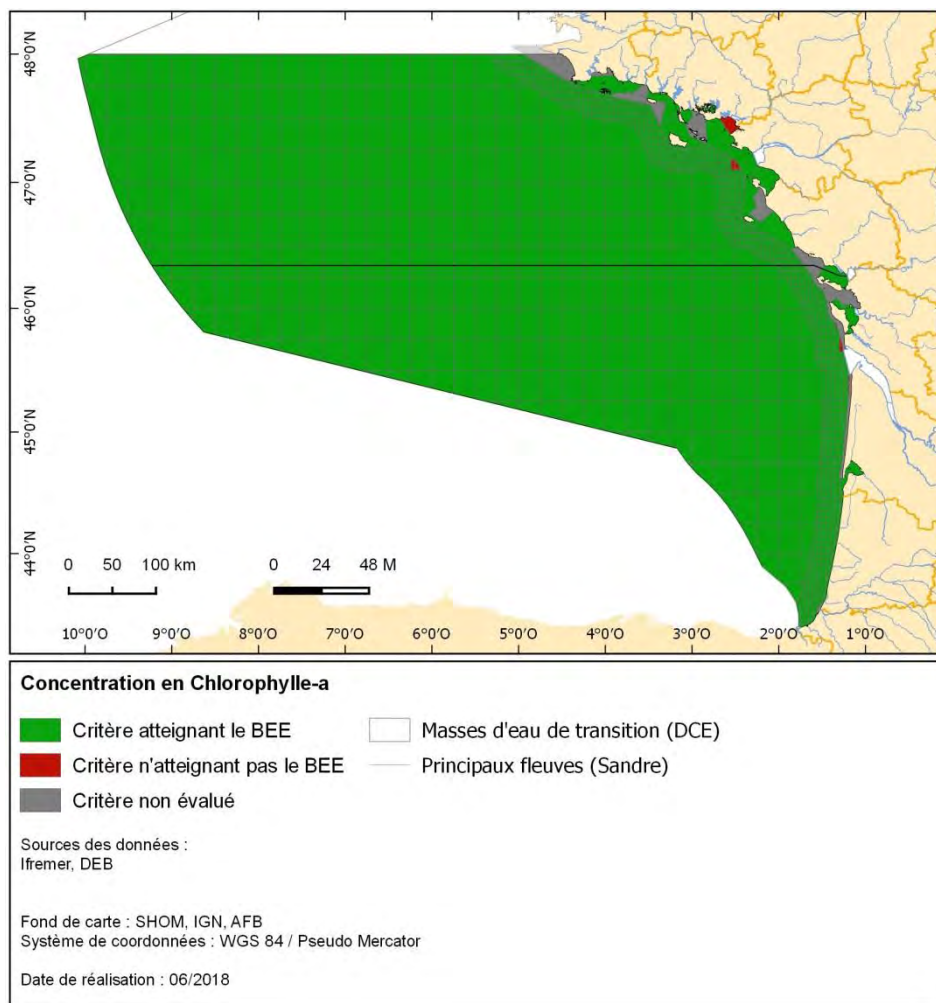 48°0'N
47°0'N
46°0'N
45°0'N
44°0'N
0 50 100 km
0 24 48 M
10°0'O 9°0'O 8°0'O 7°0'O 6°0'O 5°0'O 4°0'O 3°0'O 2°0'O 1°0'O
Concentration en Chlorophylle-a
Critère atteignant le BEE
Masses d'eau de transition (DCE)
Critère n'atteignant pas le BEE
Principaux fleuves (Sandre)
Critère non évalué
Sources des données :
Ifremer, DEB
Fond de carte : SHOM, IGN, AFB
Système de coordonnées : WGS 84 / Pseudo Mercator
Date de réalisation : 06/2018